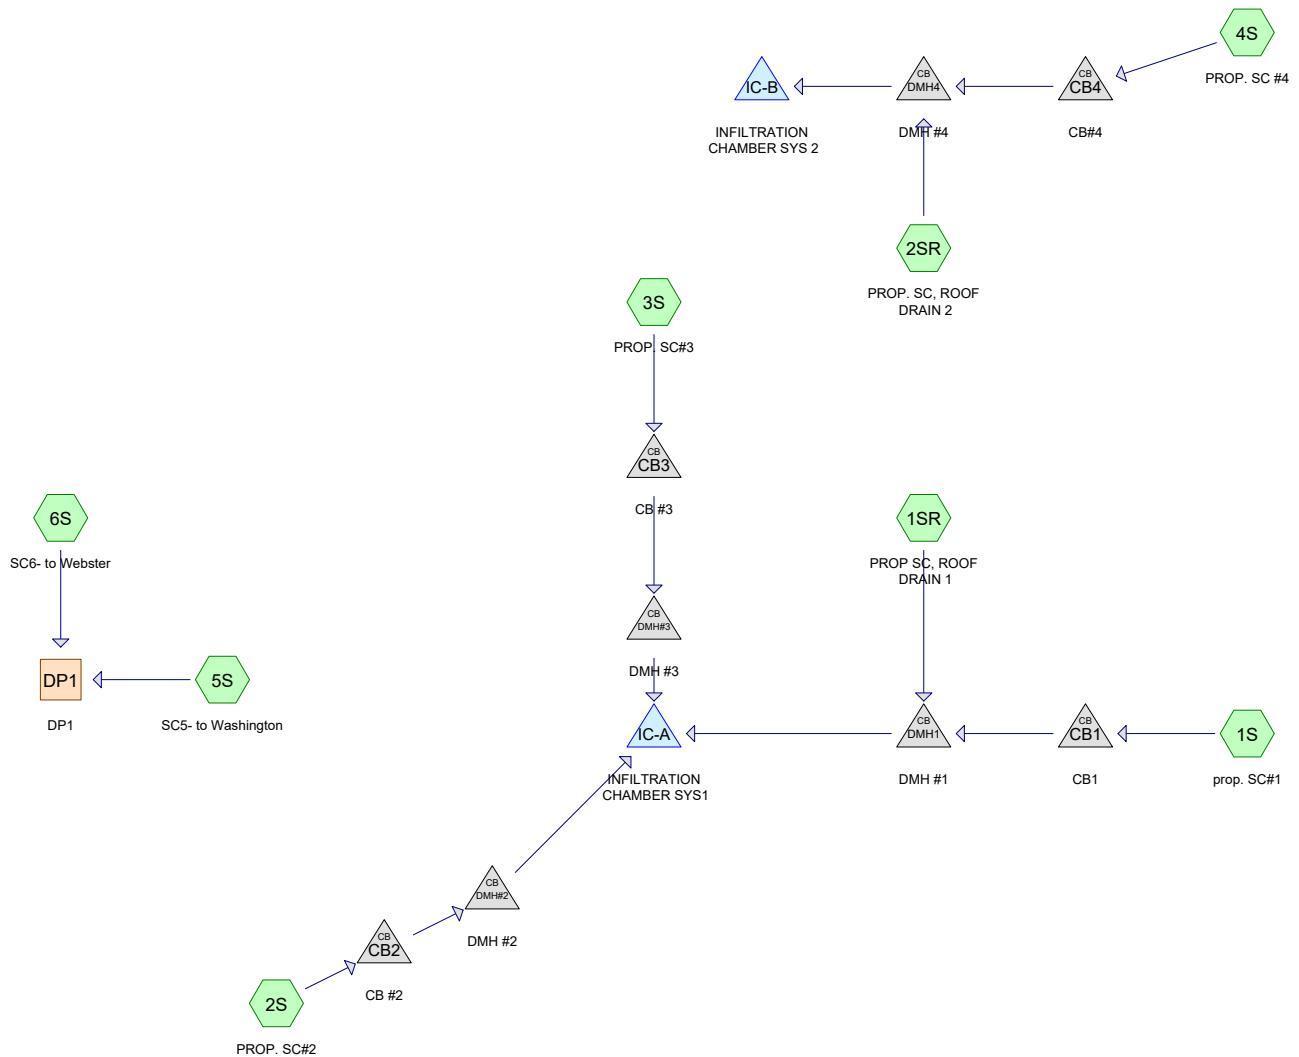 4S
PROP. SC #4
IC-B
INFILTRATION
CHAMBER SYS 2
CB
DMH4
DMH #4
CB
CB4
CB#4
2SR
PROP. SC, ROOF
DRAIN 2
3S
PROP. SC#3
CB
CB3
CB #3
6S
SC6- to Webster
1SR
PROP SC, ROOF
DRAIN 1
CB
DMH#3
DMH #3
DP1
DP1
5S
SC5- to Washington
IC-A
INFILTRATION
CHAMBER SYS1
CB
DMH1
DMH #1
CB
CB1
CB1
1S
prop. SC#1
CB
DMH#2
DMH #2
CB
CB2
CB #2
2S
PROP. SC#2